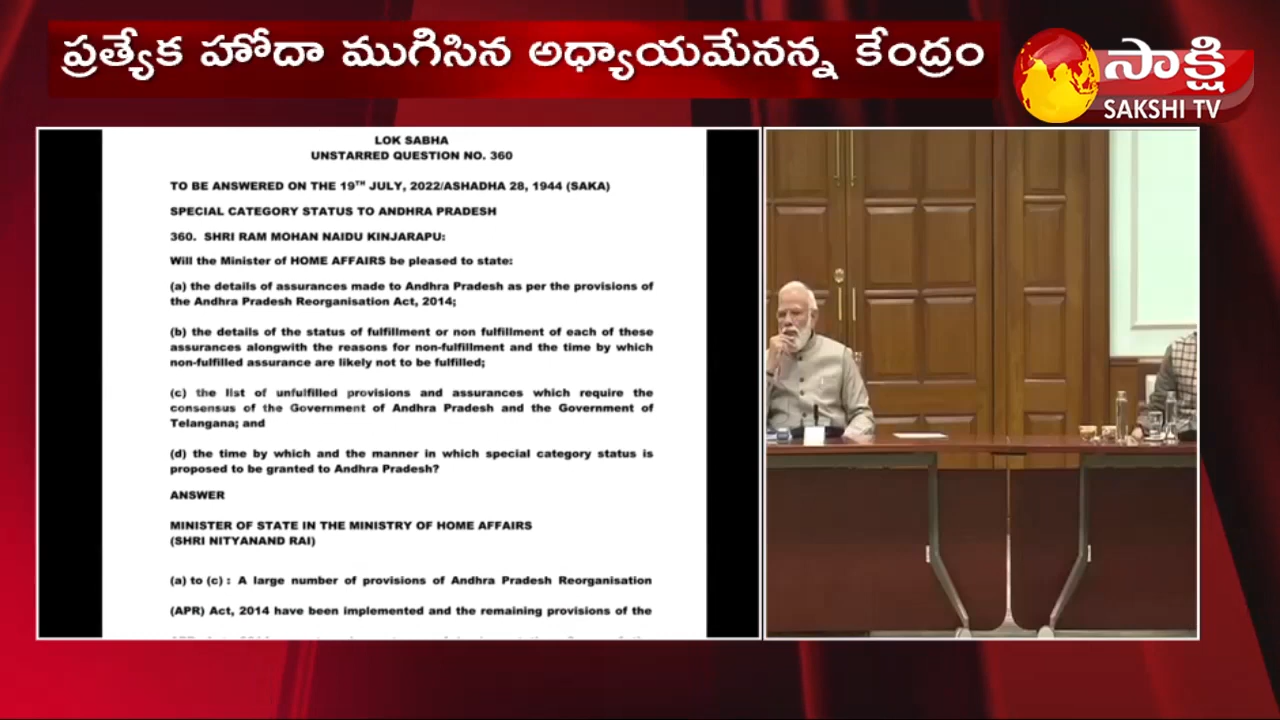 ప్రత్యేక హోదా ముగిసిన అధ్యాయమేనన్న కేంద్రం
సాక్షి
SAKSHI TV
LOK SABHA
UNSTARRED QUESTION NO. 360
TO BE ANSWERED ON THE 19TH JULY, 2022/ASHADHA 28, 1944 (SAKA)
SPECIAL CATEGORY STATUS TO ANDHRA PRADESH
360. SHRI RAM MOHAN NAIDU KINJARAPU:
Will the Minister of HOME AFFAIRS be pleased to state:
(a) the details of assurances made to Andhra Pradesh as per the provisions of
the Andhra Pradesh Reorganisation Act, 2014;
(b) the details of the status of fulfillment or non fulfillment of each of these
assurances alongwith the reasons for non-fulfillment and the time by which
non-fulfilled assurance are likely not to be fulfilled;
(c) the list of unfulfilled provisions and assurances which require the
consensus of the Government of Andhra Pradesh and the Government of
Telangana; and
(d) the time by which and the manner in which special category status is
proposed to be granted to Andhra Pradesh?
ANSWER
MINISTER OF STATE IN THE MINISTRY OF HOME AFFAIRS
(SHRI NITYANAND RAI)
(a) to (c) : A large number of provisions of Andhra Pradesh Reorganisation
(APR) Act, 2014 have been implemented and the remaining provisions of the